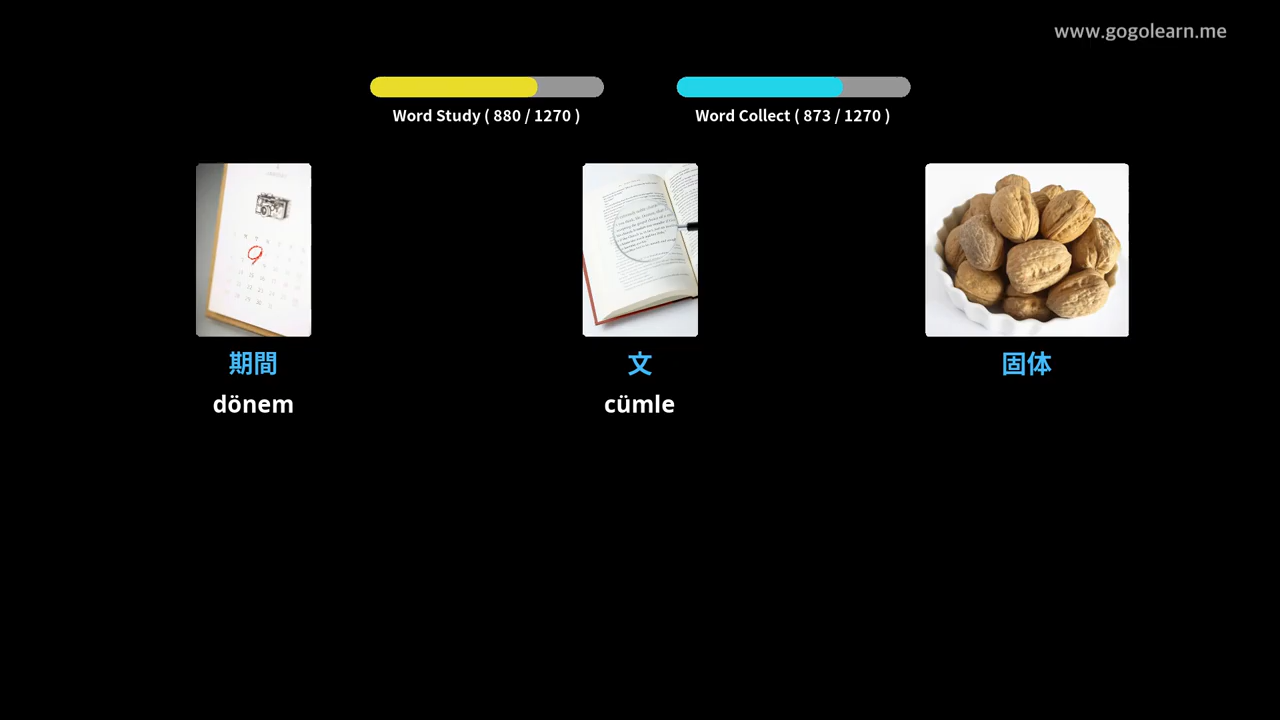 www.gogolearn.me
Word Study ( 880 / 1270 )
Word Collect ( 873 / 1270 )
期間
dönem
文
cümle
固体